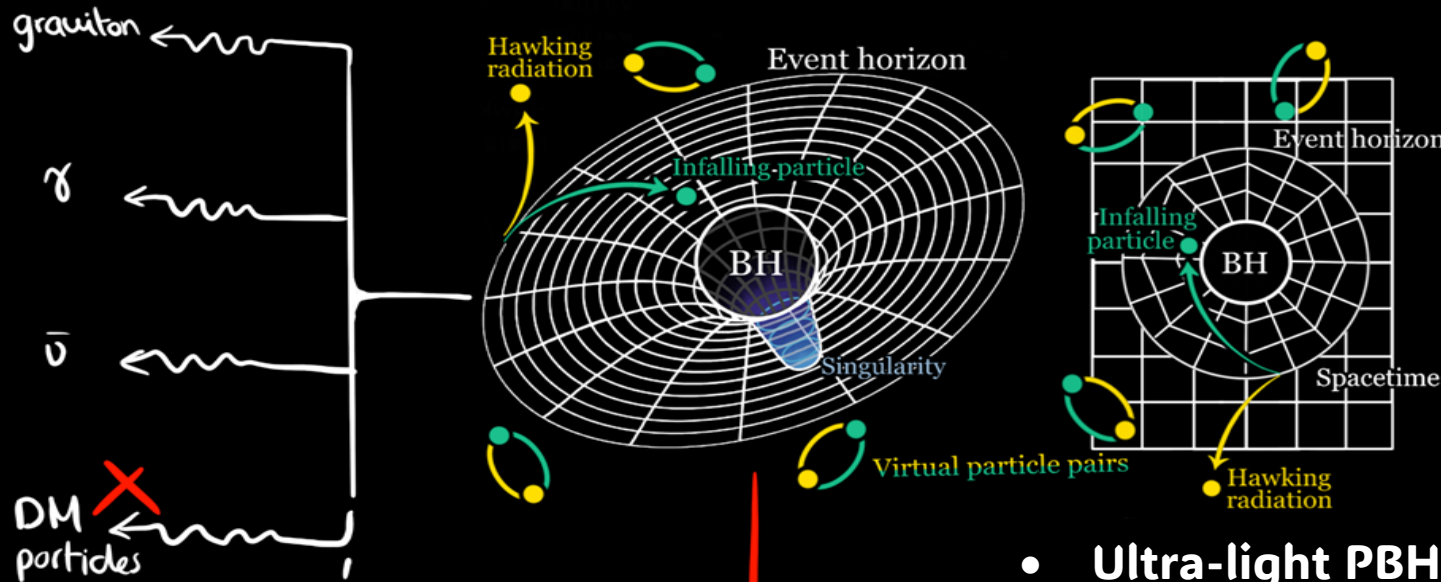 graviton
γ
ν̄
DM
particles
Hawking
radiation
Event horizon
Infalling particle
BH
Singularity
Virtual particle pairs
Event horizon
Infalling
particle
BH
Spacetime
Hawking
radiation
• Ultra-light PBH